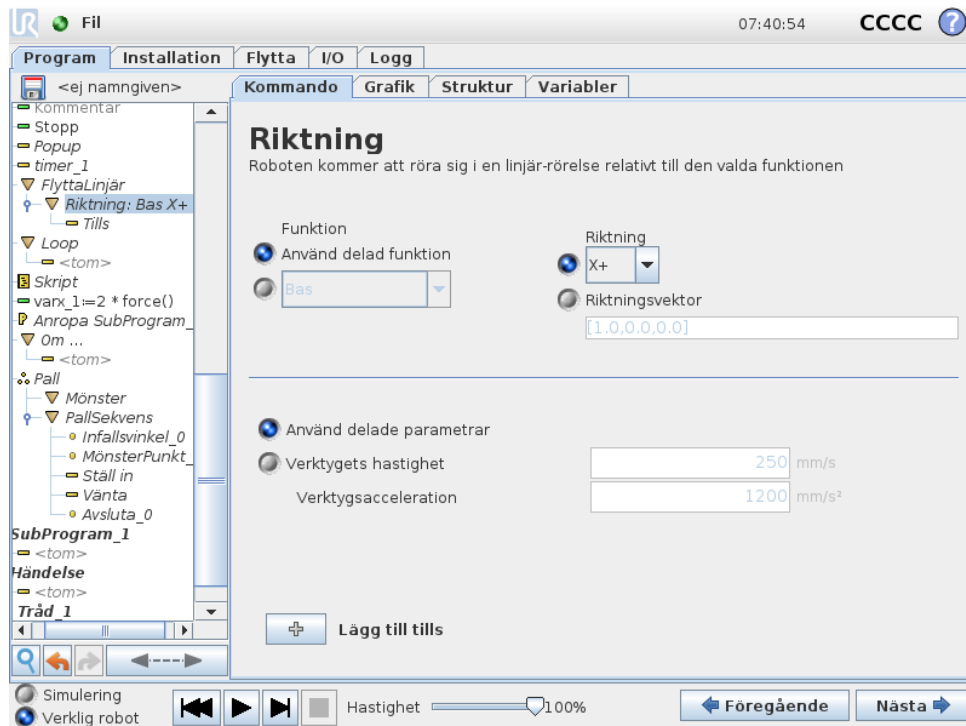 UR Fil 07:40:54 CCCC ?
Program Installation Flytta I/O Logg
<ej namngiven>
Kommando Grafik Struktur Variabler
Kommentar
Stopp
Popup
timer_1
FlyttaLinjär
Riktning: Bas X+
Tills
Loop
<tom>
Skript
varx_1:=2 * force()
Anropa SubProgram_
Om ...
<tom>
Pall
Mönster
PallSekvens
Infallsvinkel_0
MönsterPunkt_
Ställ in
Vänta
Avsluta_0
SubProgram_1
<tom>
Händelse
<tom>
Tråd_1
Riktning
Roboten kommer att röra sig i en linjär-rörelse relativt till den valda funktionen
Funktion
Använd delad funktion
Bas
Riktning
X+
Riktningsvektor
[1.0,0.0,0.0]
Använd delade parametrar
Verktygets hastighet 250 mm/s
Verktygsacceleration 1200 mm/s²
Lägg till tills
Simulering
Verklig robot
Hastighet 100%
Föregående
Nästa